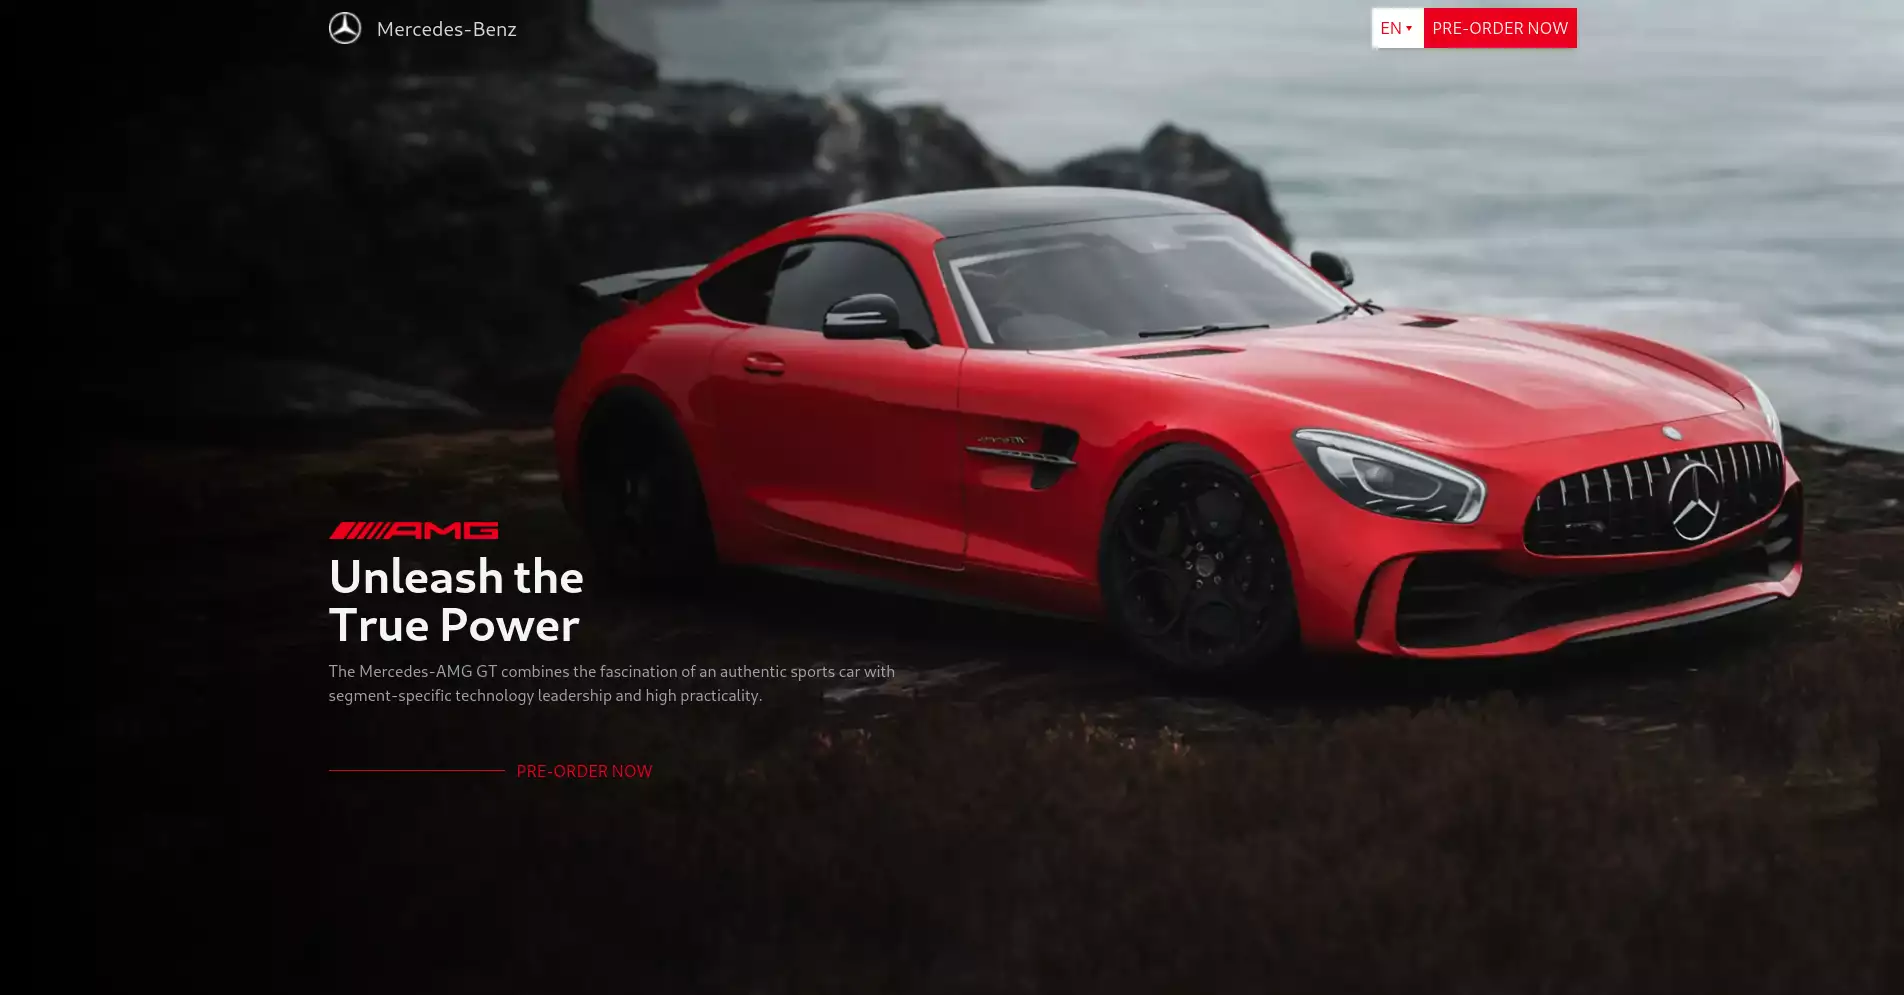 Mercedes-Benz
EN
PRE-ORDER NOW
AMG
Unleash the
True Power
The Mercedes-AMG GT combines the fascination of an authentic sports car with
segment-specific technology leadership and high practicality.
PRE-ORDER NOW